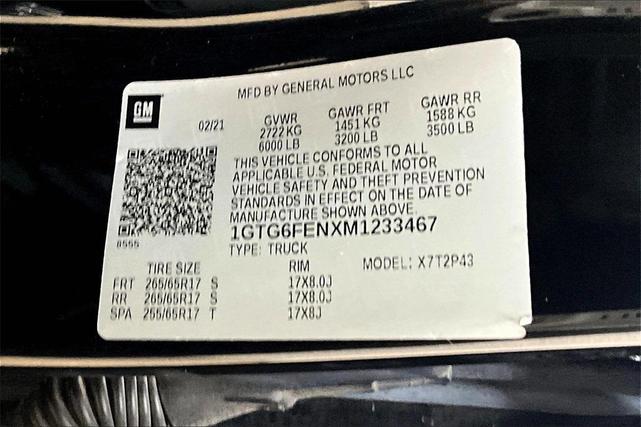 MFD BY GENERAL MOTORS LLC
GM
02/21
GVWR GAWR FRT GAWR RR
2722 KG 1451 KG 1588 KG
6000 LB 3200 LB 3500 LB
THIS VEHICLE CONFORMS TO ALL
APPLICABLE U.S. FEDERAL MOTOR
VEHICLE SAFETY AND THEFT PREVENTION
STANDARDS IN EFFECT ON THE DATE OF
MANUFACTURE SHOWN ABOVE.
8555
1GTG6FENXM1233467
TYPE: TRUCK
TIRE SIZE RIM MODEL: X7T2P43
FRT 265/65R17 S 17X8.0J
RR 265/65R17 S 17X8.0J
SPA 255/65R17 T 17X8J